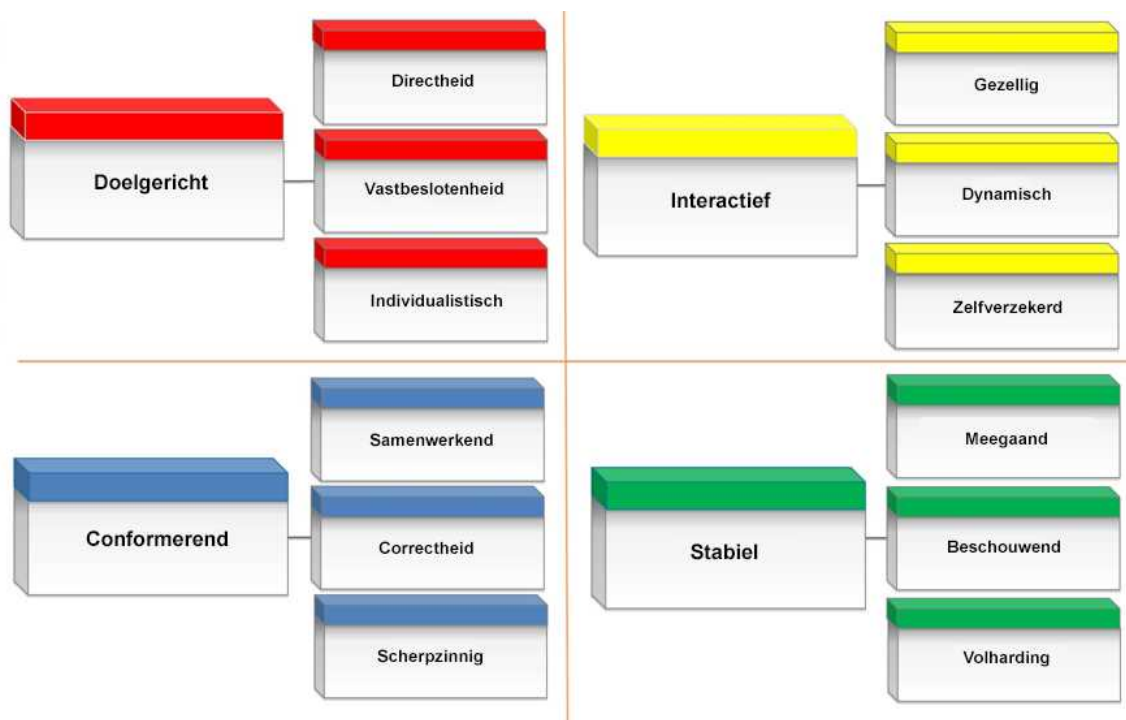 Doelgericht
Directheid
Vastbeslotenheid
Individualistisch
Interactief
Gezellig
Dynamisch
Zelfverzekerd
Conformerend
Samenwerkend
Correctheid
Scherpzinnig
Stabiel
Meegaand
Beschouwend
Volharding